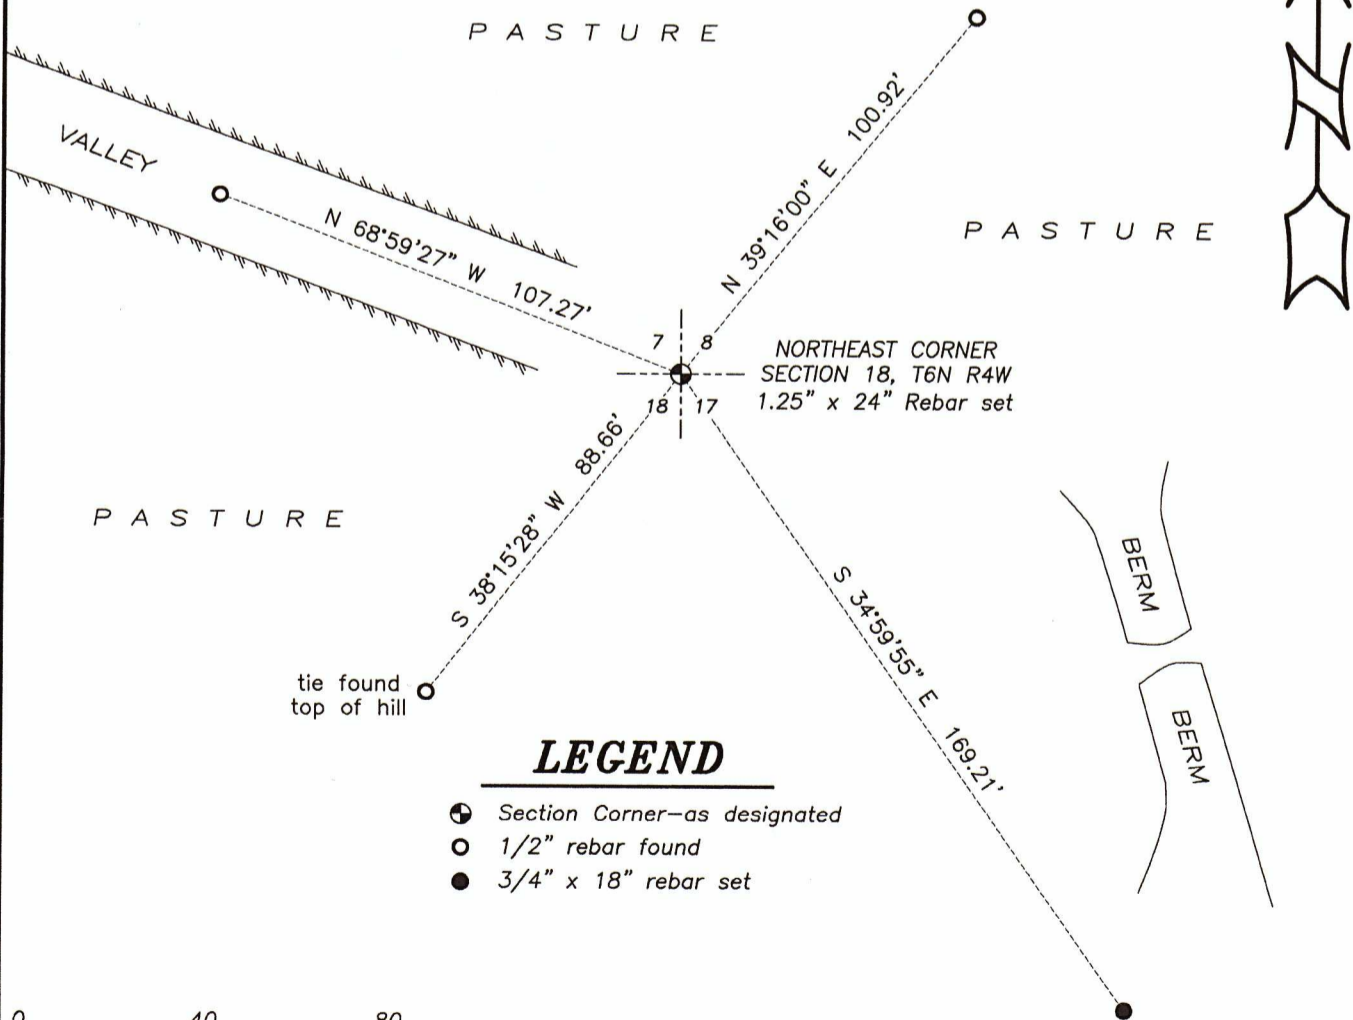 PASTURE
100.92'
VALLEY
N 39°16'00" E
N 68°59'27" W
107.27'
PASTURE
7
8
NORTHEAST CORNER
SECTION 18, T6N R4W
1.25" x 24" Rebar set
18
17
88.66'
S 38°15'28" W
PASTURE
BERM
S 34°59'55" E
169.21'
tie found
top of hill
BERM
LEGEND
Section Corner-as designated
1/2" rebar found
3/4" x 18" rebar set
0 40 80
N